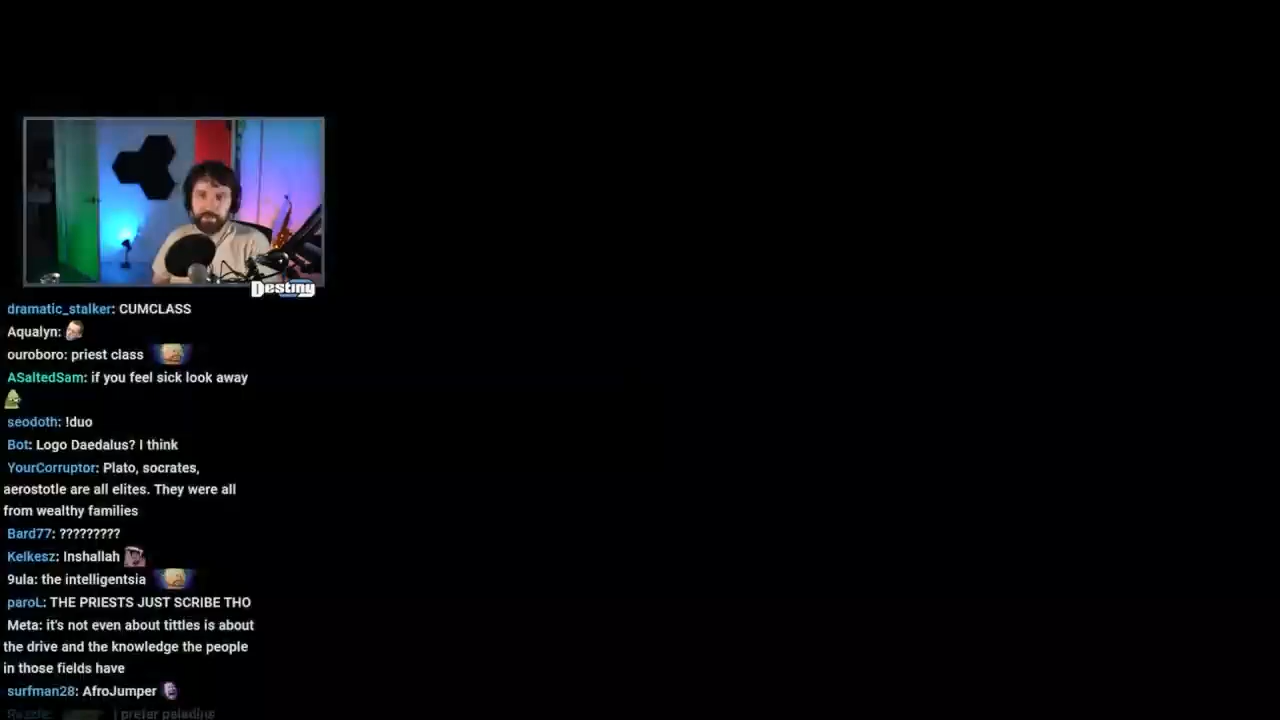 Destiny
dramatic_stalker: CUMCLASS
Aqualyn:
ouroboro: priest class
ASaltedSam: if you feel sick look away
seodoth: !duo
Bot: Logo Daedalus? I think
YourCorruptor: Plato, socrates,
aerostotle are all elites. They were all
from wealthy families
Bard77: ?????????
Kelkesz: Inshallah
9ula: the intelligentsia
paroL: THE PRIESTS JUST SCRIBE THO
Meta: it's not even about tittles is about
the drive and the knowledge the people
in those fields have
surfman28: AfroJumper
I prefer paladins